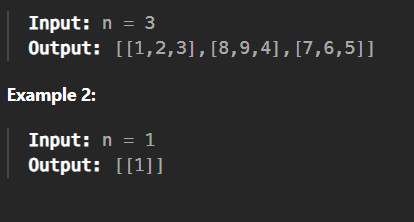 Input: n = 3
Output: [[1,2,3],[8,9,4],[7,6,5]]
Example 2:
Input: n = 1
Output: [[1]]